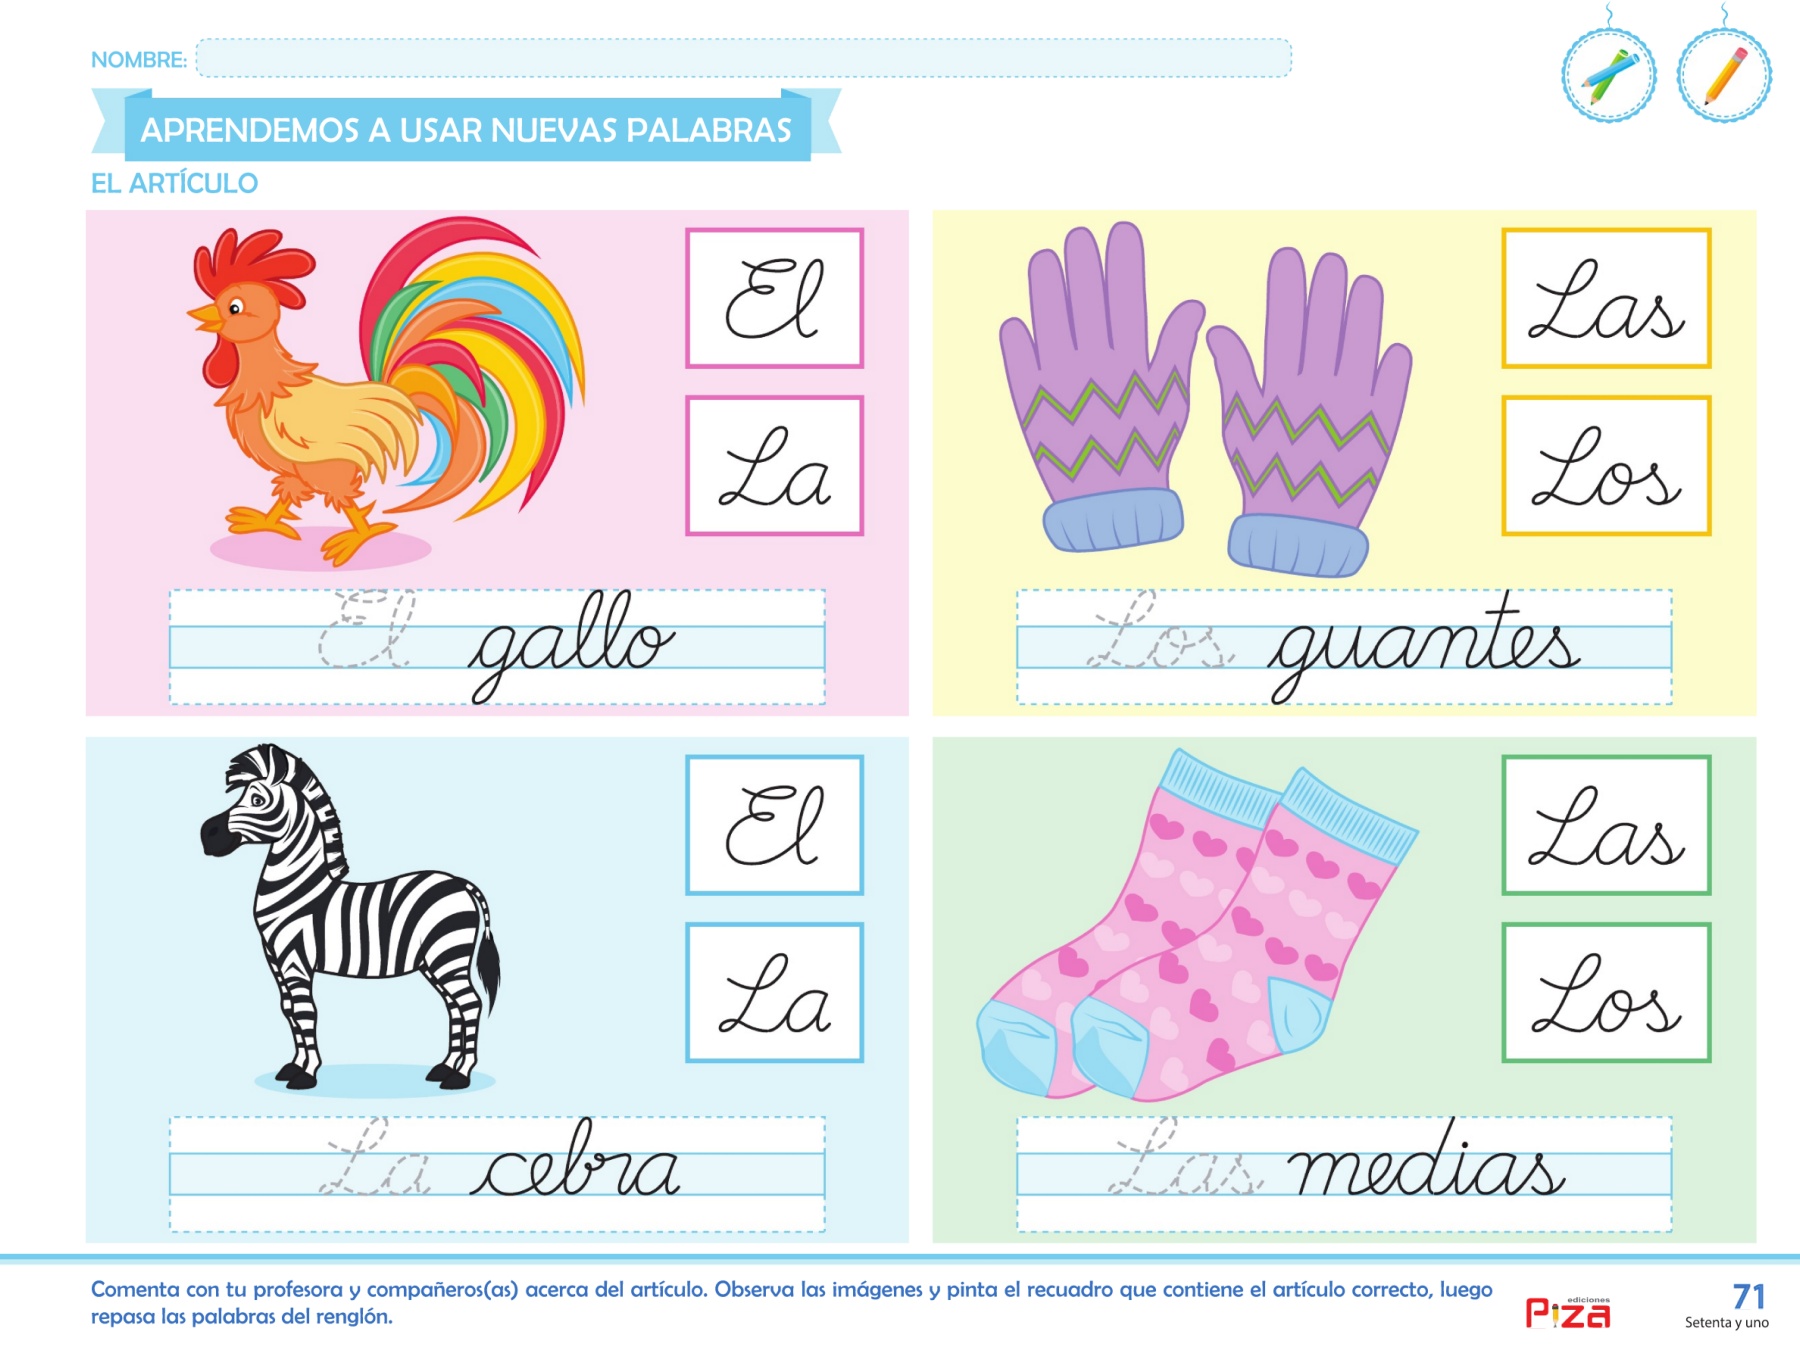 NOMBRE:
APRENDEMOS A USAR NUEVAS PALABRAS
EL ARTÍCULO
El
La
El gallo
Las
Los
Los guantes
El
La
La cebra
Las
Los
Las medias
Comenta con tu profesora y compañeros(as) acerca del artículo. Observa las imágenes y pinta el recuadro que contiene el artículo correcto, luego
repasa las palabras del renglón.
ediciones
Piza
71
Setenta y uno